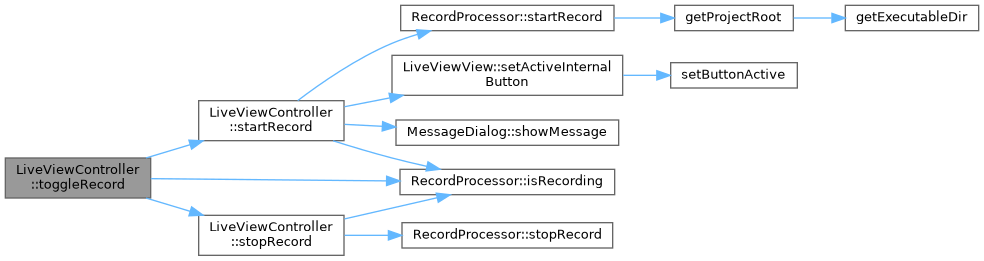 RecordProcessor::startRecord
getProjectRoot
getExecutableDir
LiveViewView::setActiveInternal
Button
setButtonActive
LiveViewController
::startRecord
MessageDialog::showMessage
LiveViewController
::toggleRecord
RecordProcessor::isRecording
LiveViewController
::stopRecord
RecordProcessor::stopRecord